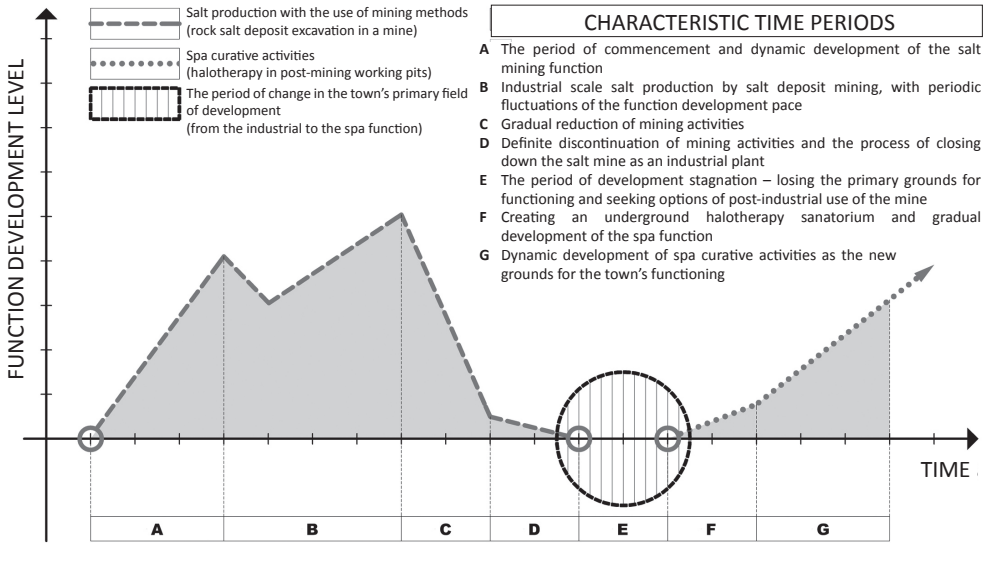 Salt production with the use of mining methods
(rock salt deposit excavation in a mine)
Spa curative activities
(halotherapy in post-mining working pits)
The period of change in the town's primary field
of development
(from the industrial to the spa function)
CHARACTERISTIC TIME PERIODS
A The period of commencement and dynamic development of the salt
mining function
B Industrial scale salt production by salt deposit mining, with periodic
fluctuations of the function development pace
C Gradual reduction of mining activities
D Definite discontinuation of mining activities and the process of closing
down the salt mine as an industrial plant
E The period of development stagnation – losing the primary grounds for
functioning and seeking options of post-industrial use of the mine
F Creating an underground halotherapy sanatorium and gradual
development of the spa function
G Dynamic development of spa curative activities as the new
grounds for the town's functioning
FUNCTION DEVELOPMENT LEVEL
TIME
A B C D E F G